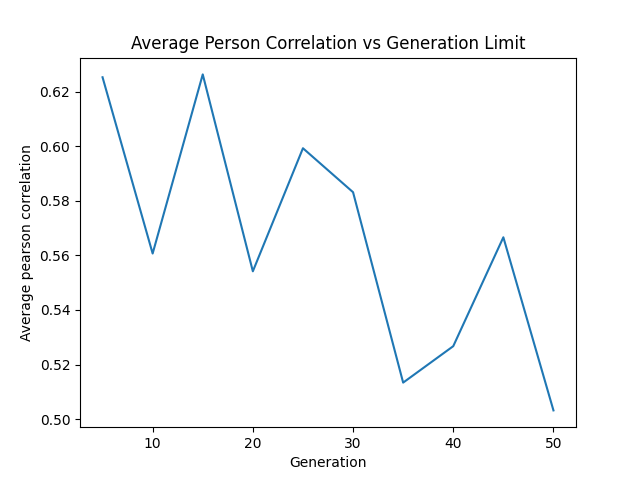 Average Person Correlation vs Generation Limit
Average pearson correlation
0.62
0.60
0.58
0.56
0.54
0.52
0.50
10 20 30 40 50
Generation